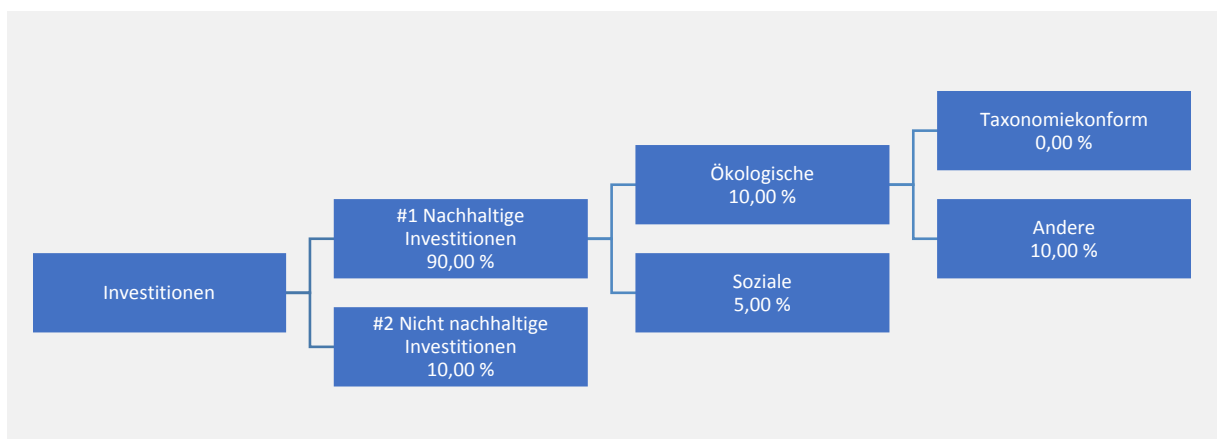 Investitionen
#1 Nachhaltige
Investitionen
90,00 %
#2 Nicht nachhaltige
Investitionen
10,00 %
Ökologische
10,00 %
Soziale
5,00 %
Taxonomiekonform
0,00 %
Andere
10,00 %